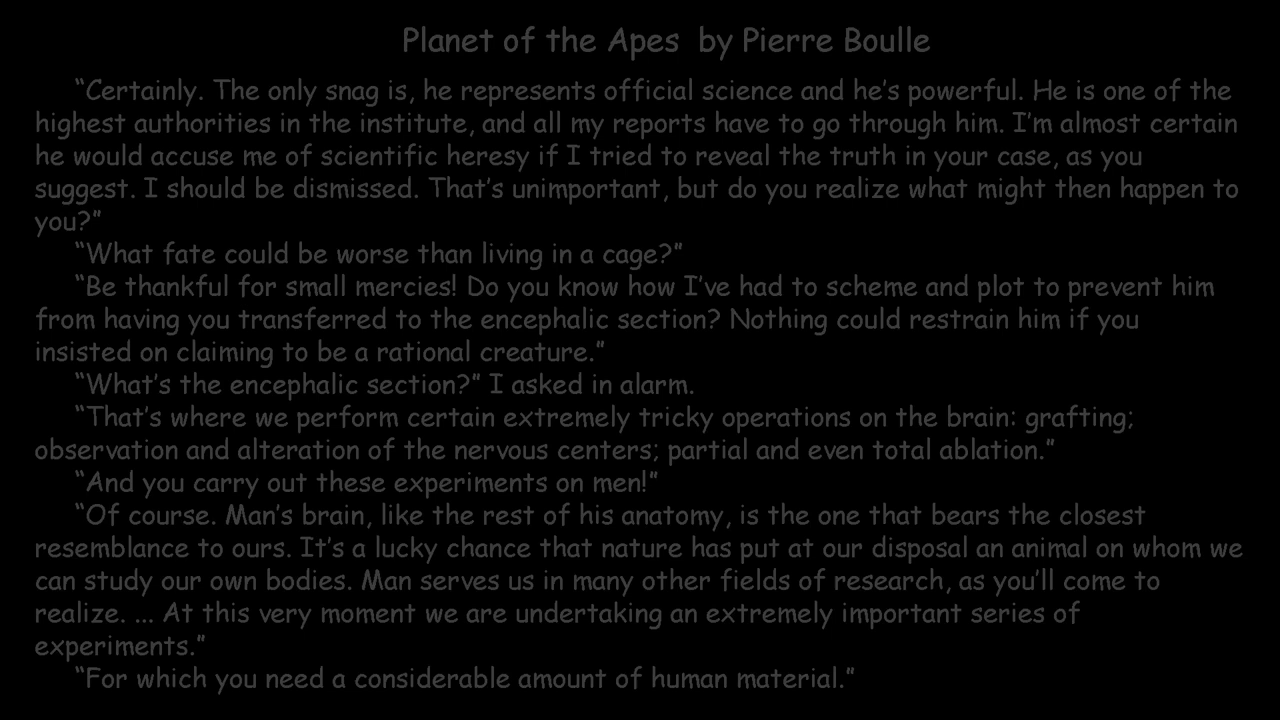 Planet of the Apes  by Pierre Boulle
“Certainly. The only snag is, he represents official science and he’s powerful. He is one of the
highest authorities in the institute, and all my reports have to go through him. I’m almost certain
he would accuse me of scientific heresy if I tried to reveal the truth in your case, as you
suggest. I should be dismissed. That’s unimportant, but do you realize what might then happen to
you?”
“What fate could be worse than living in a cage?”
“Be thankful for small mercies! Do you know how I’ve had to scheme and plot to prevent him
from having you transferred to the encephalic section? Nothing could restrain him if you
insisted on claiming to be a rational creature.”
“What’s the encephalic section?” I asked in alarm.
“That’s where we perform certain extremely tricky operations on the brain: grafting;
observation and alteration of the nervous centers; partial and even total ablation.”
“And you carry out these experiments on men!”
“Of course. Man’s brain, like the rest of his anatomy, is the one that bears the closest
resemblance to ours. It’s a lucky chance that nature has put at our disposal an animal on whom we
can study our own bodies. Man serves us in many other fields of research, as you’ll come to
realize. ... At this very moment we are undertaking an extremely important series of
experiments.”
“For which you need a considerable amount of human material.”